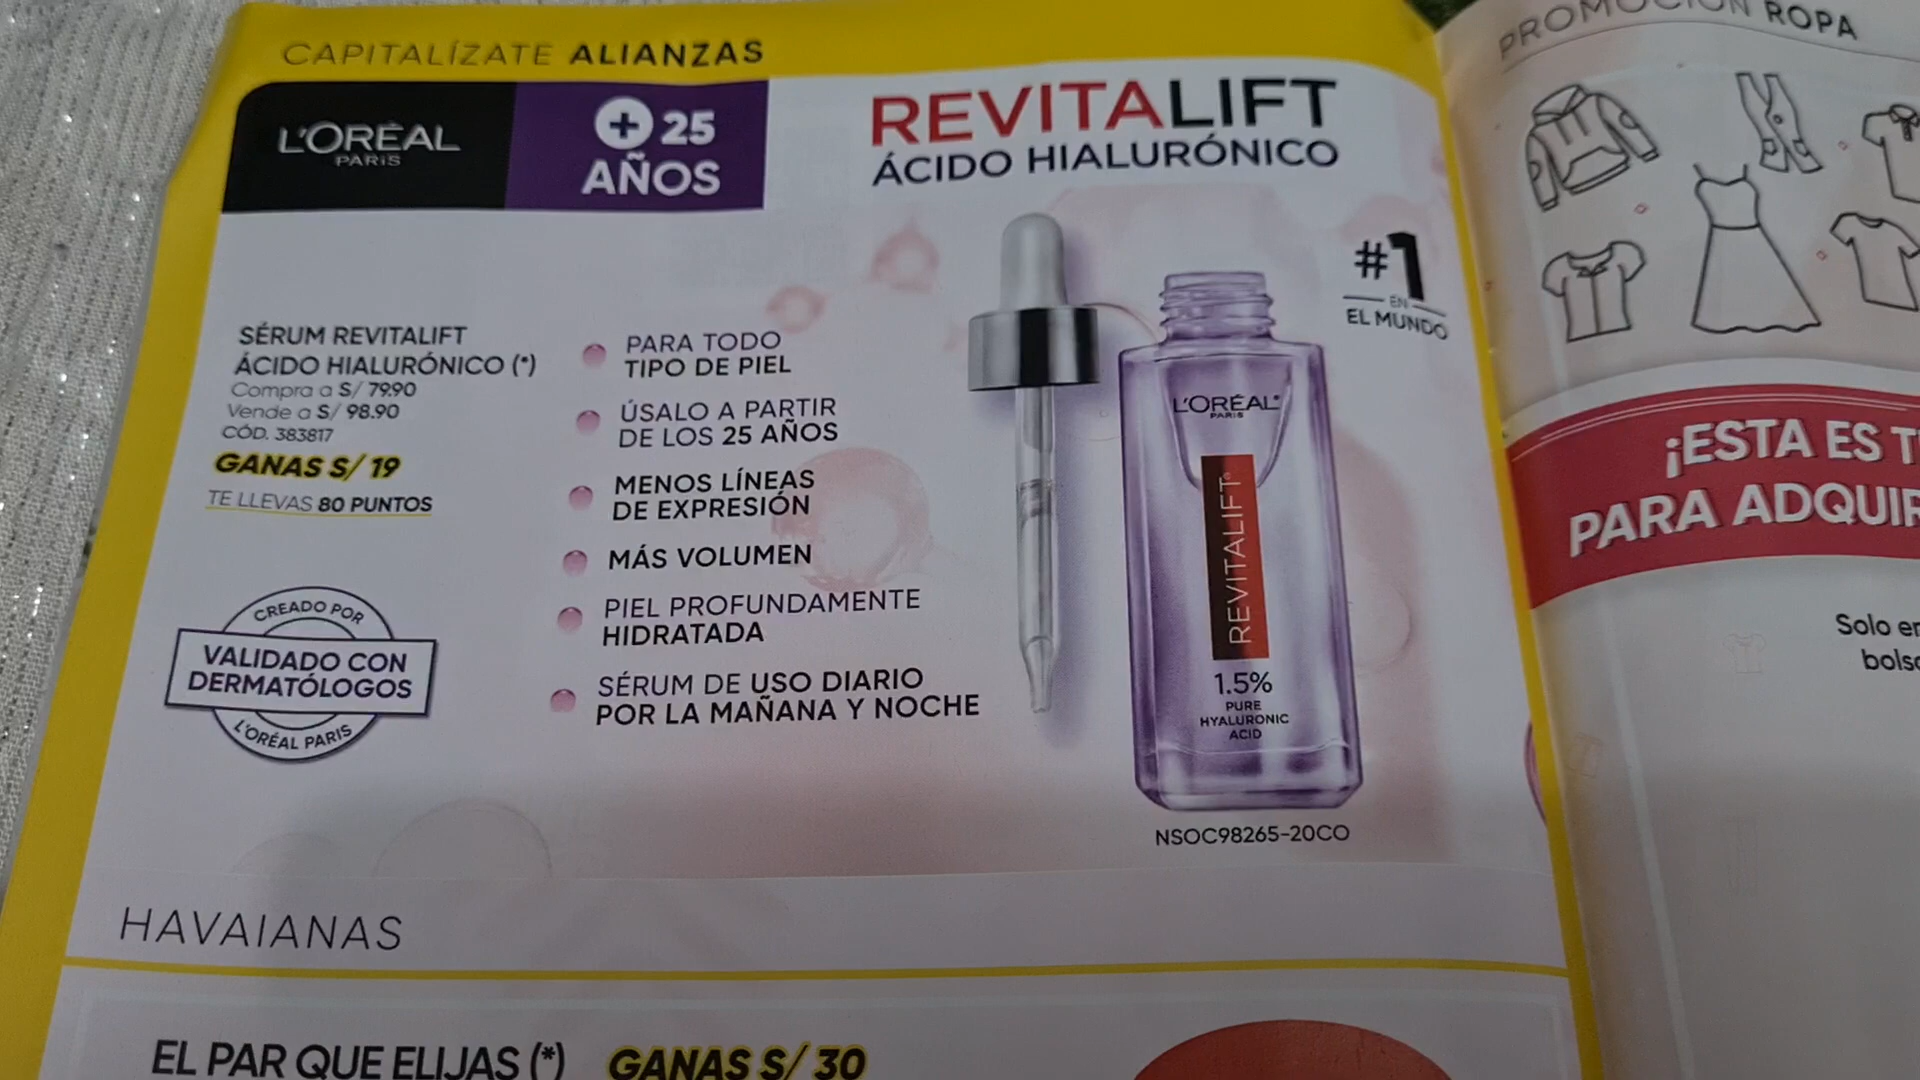 CAPITALÍZATE ALIANZAS
L'ORÉAL
PARIS
+ 25
AÑOS
REVITALIFT
ÁCIDO HIALURÓNICO
#1
EN
EL MUNDO
SÉRUM REVITALIFT
ÁCIDO HIALURÓNICO (*)
Compra a S/ 79.90
Vende a S/ 98.90
CÓD. 383817
GANAS S/ 19
TE LLEVAS 80 PUNTOS
CREADO POR
VALIDADO CON
DERMATÓLOGOS
L'ORÉAL PARIS
PARA TODO
TIPO DE PIEL
ÚSALO A PARTIR
DE LOS 25 AÑOS
MENOS LÍNEAS
DE EXPRESIÓN
MÁS VOLUMEN
PIEL PROFUNDAMENTE
HIDRATADA
SÉRUM DE USO DIARIO
POR LA MAÑANA Y NOCHE
L'ORÉAL
PARIS
REVITALIFT
1.5%
PURE
HYALURONIC
ACID
NSOC98265-20CO
HAVAIANAS
EL PAR QUE ELIJAS (*) GANAS S/ 30
PROMOCIÓN ROPA
¡ESTA ES
PARA
Solo